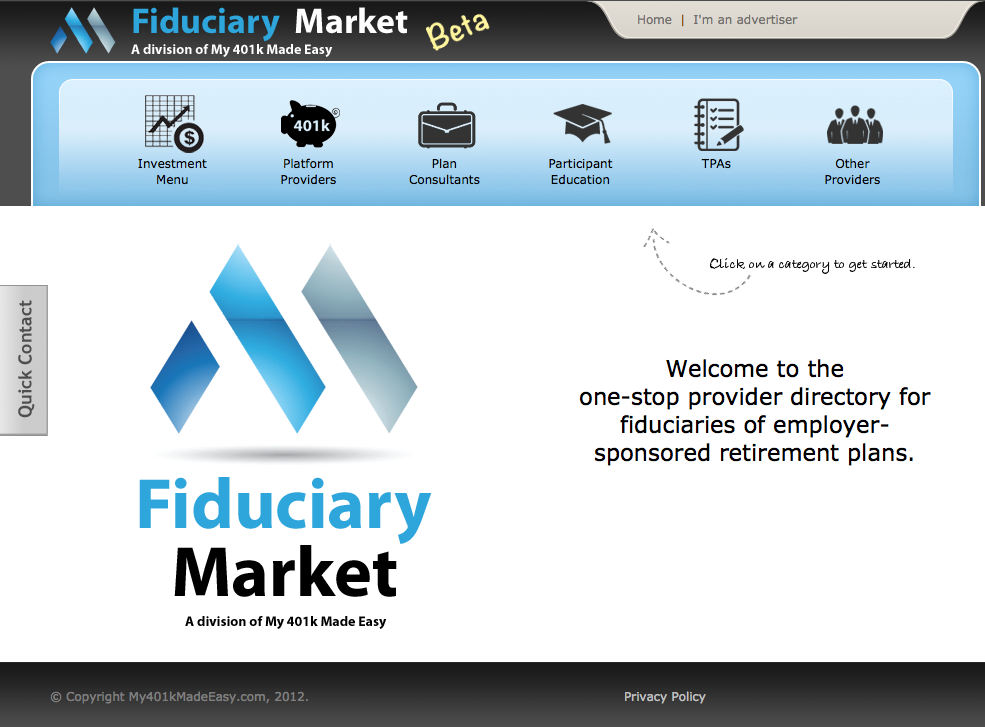 Fiduciary Market Beta
A division of My 401k Made Easy
Home | I'm an advertiser
401k
Investment
Menu
Platform
Providers
Plan
Consultants
Participant
Education
TPAs
Other
Providers
Click on a category to get started.
Quick Contact
Welcome to the
one-stop provider directory for
fiduciaries of employer-
sponsored retirement plans.
Fiduciary
Market
A division of My 401k Made Easy
© Copyright My401kMadeEasy.com, 2012.
Privacy Policy